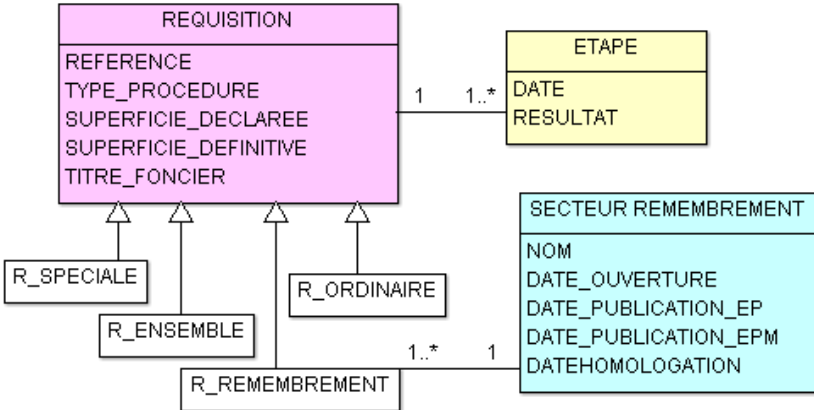 REQUISITION
REFERENCE
TYPE_PROCEDURE
SUPERFICIE_DECLAREE
SUPERFICIE_DEFINITIVE
TITRE_FONCIER
1 1..*
ETAPE
DATE
RESULTAT
R_SPECIALE
R_ENSEMBLE
R_ORDINAIRE
R_REMEMBREMENT
1..* 1
SECTEUR REMEMBREMENT
NOM
DATE_OUVERTURE
DATE_PUBLICATION_EP
DATE_PUBLICATION_EPM
DATEHOMOLOGATION